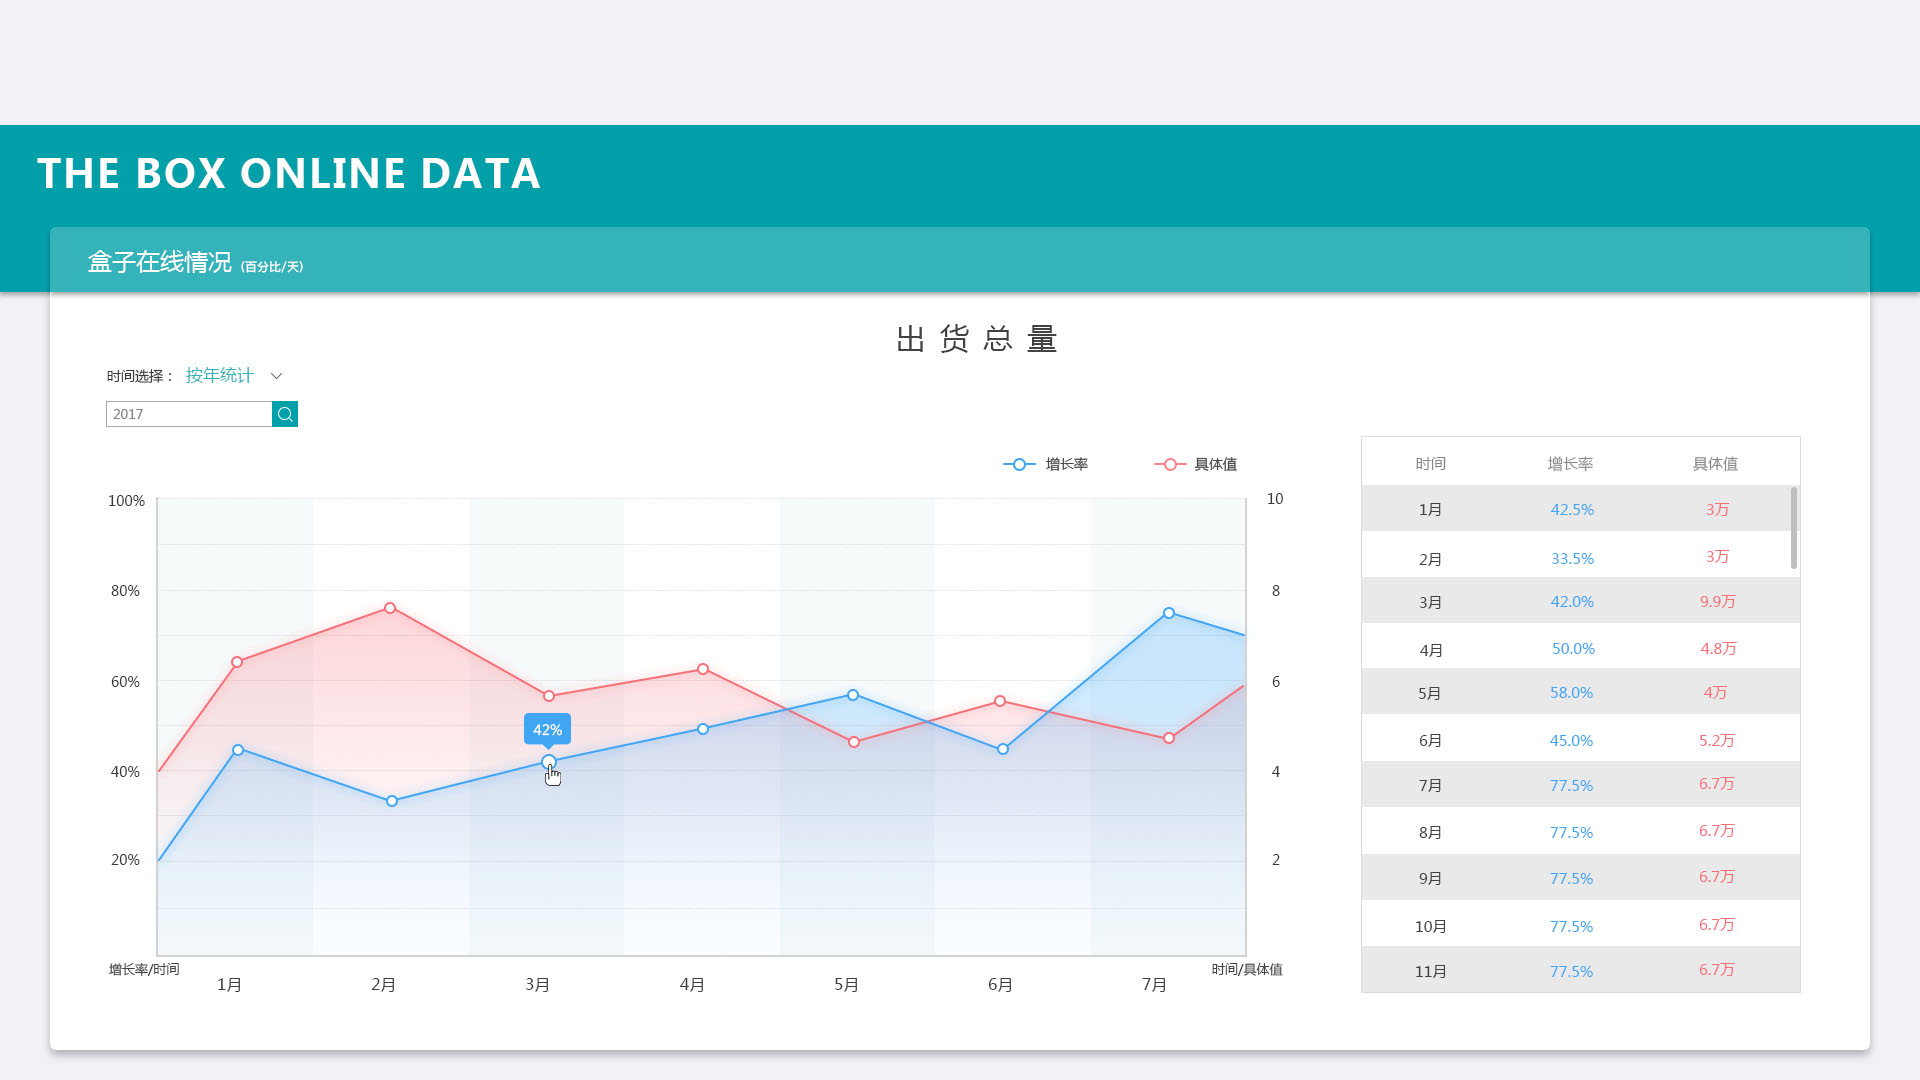 THE BOX ONLINE DATA
盒子在线情况 (百分比/天)
出货总量
时间选择： 按年统计
2017
增长率 具体值
100%
80%
60%
40%
20%
42%
10
8
6
4
2
增长率/时间
时间/具体值
1月 2月 3月 4月 5月 6月 7月
时间 增长率 具体值
1月 42.5% 3万
2月 33.5% 3万
3月 42.0% 9.9万
4月 50.0% 4.8万
5月 58.0% 4万
6月 45.0% 5.2万
7月 77.5% 6.7万
8月 77.5% 6.7万
9月 77.5% 6.7万
10月 77.5% 6.7万
11月 77.5% 6.7万